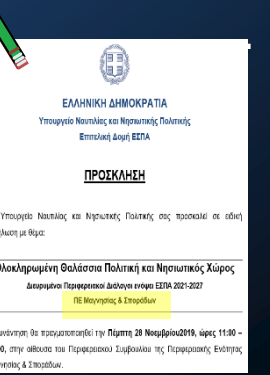 ΕΛΛΗΝΙΚΗ ΔΗΜΟΚΡΑΤΙΑ
Υπουργείο Ναυτιλίας και Νησιωτικής Πολιτικής
Επιτελική Δομή ΕΣΠΑ
ΠΡΟΣΚΛΗΣΗ
Υπουργείο Ναυτιλίας και Νησιωτικής Πολιτικής σας προσκαλεί σε ειδική
με θέμα:
Θαλάσσια Πολιτική και Νησιωτικός Χώρος
Διευρυμένοι Περιφερειακοί Διάλογοι ενόψει ΕΣΠΑ 2021-2027
ΠΕ Μαγνησίας & Σποράδων
θα πραγματοποιηθεί την Πέμπτη 28 Νοεμβρίου2019, ώρες 11:00 –
στην αίθουσα του Περιφερειακού Συμβουλίου της Περιφερειακής Ενότητας
& Σποράδων.